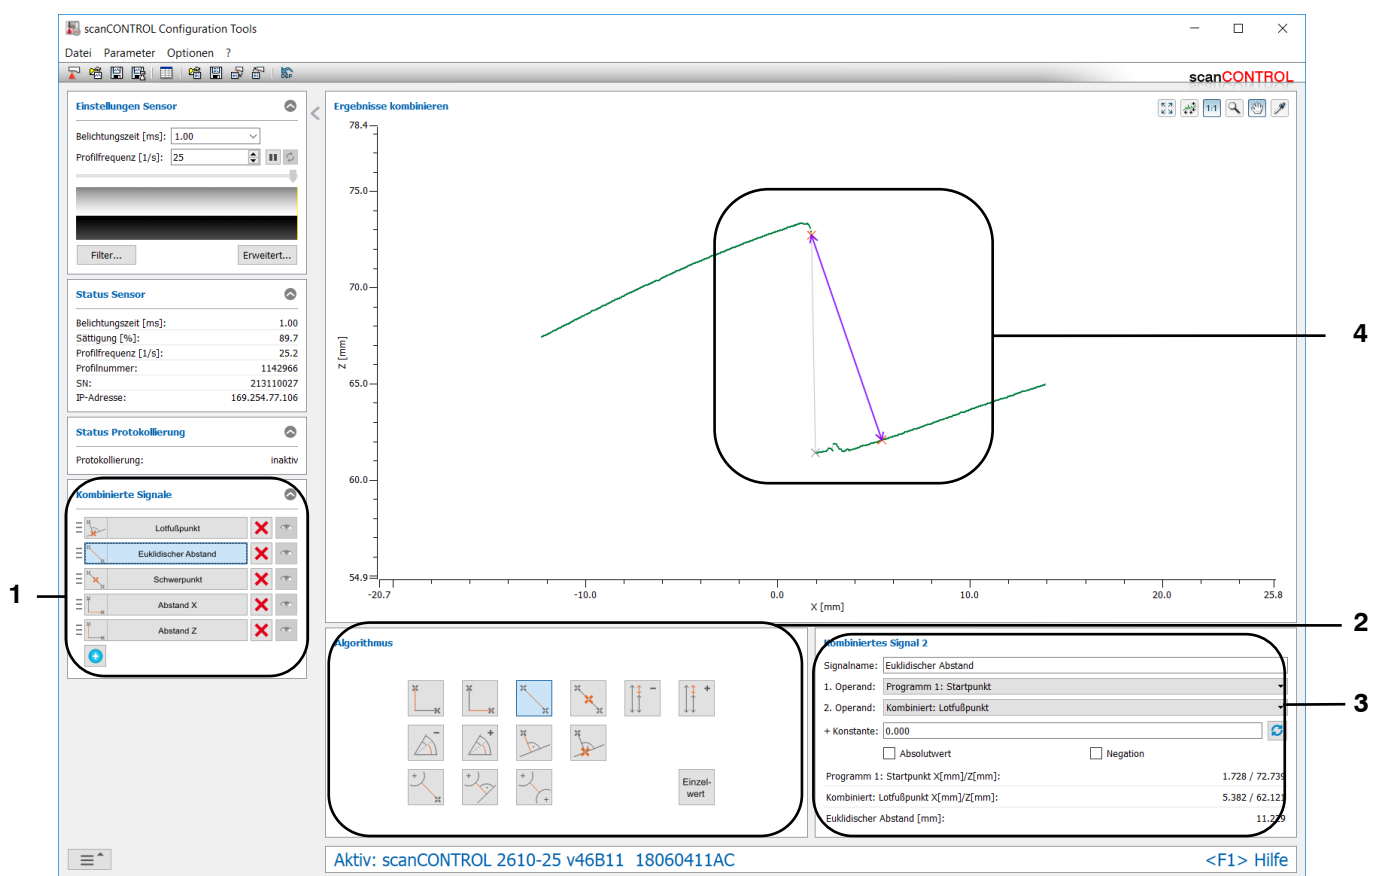 scanCONTROL Configuration Tools
Datei Parameter Optionen ?
scanCONTROL
Einstellungen Sensor
Belichtungszeit [ms]: 1.00
Profilfrequenz [1/s]: 25
Filter... Erweitert...
Status Sensor
Belichtungszeit [ms]: 1.00
Sättigung [%]: 89.7
Profilfrequenz [1/s]: 25.2
Profilnummer: 1142966
SN: 213110027
IP-Adresse: 169.254.77.106
Status Protokollierung
Protokollierung: inaktiv
Kombinierte Signale
Lotfußpunkt
Euklidischer Abstand
Schwerpunkt
Abstand X
Abstand Z
1
Ergebnisse kombinieren
1:1
78.4
75.0
70.0
65.0
60.0
54.9
Z [mm]
-20.7 -10.0 0.0 10.0 20.0 25.8
X [mm]
4
2
Algorithmus
Einzel-
wert
Kombiniertes Signal 2
Signalname: Euklidischer Abstand
1. Operand: Programm 1: Startpunkt
2. Operand: Kombiniert: Lotfußpunkt
3
+ Konstante: 0.000
Absolutwert Negation
Programm 1: Startpunkt X[mm]/Z[mm]: 1.728 / 72.739
Kombiniert: Lotfußpunkt X[mm]/Z[mm]: 5.382 / 62.121
Euklidischer Abstand [mm]: 11.229
Aktiv: scanCONTROL 2610-25 v46B11 18060411AC <F1> Hilfe